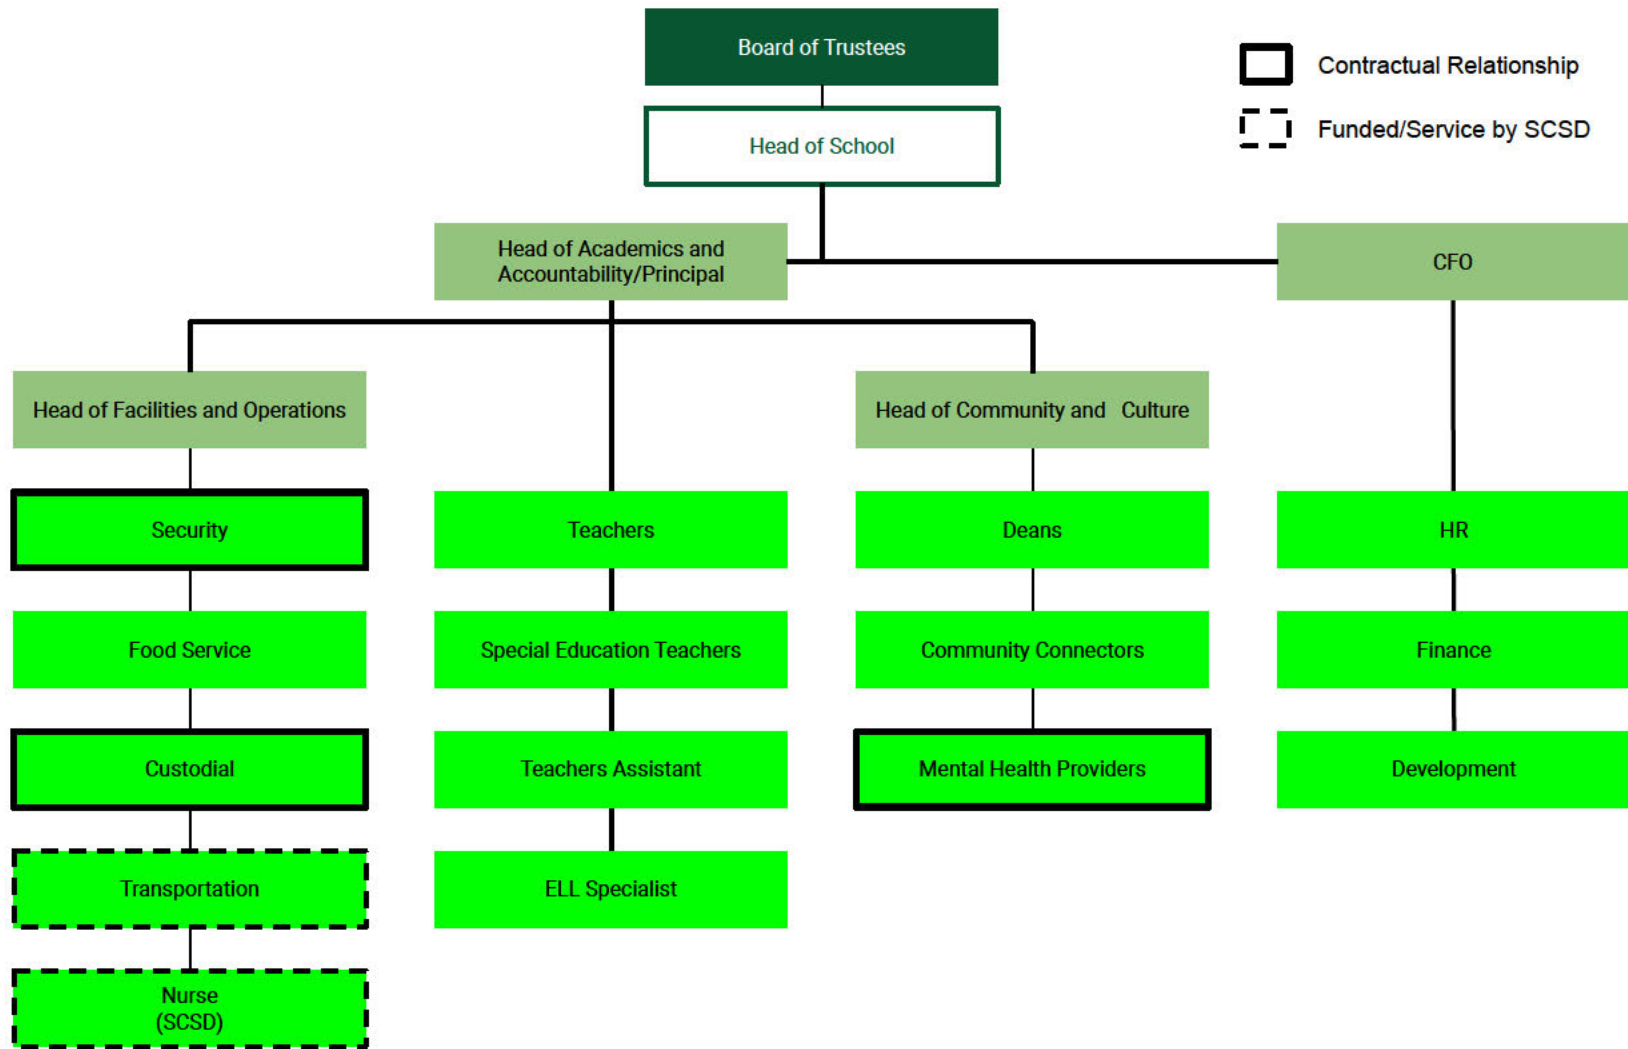 Board of Trustees
Contractual Relationship
Funded/Service by SCSD
Head of School
Head of Academics and
Accountability/Principal
CFO
Head of Facilities and Operations
Head of Community and Culture
Security
Teachers
Deans
HR
Food Service
Special Education Teachers
Community Connectors
Finance
Custodial
Teachers Assistant
Mental Health Providers
Development
Transportation
ELL Specialist
Nurse
(SCSD)